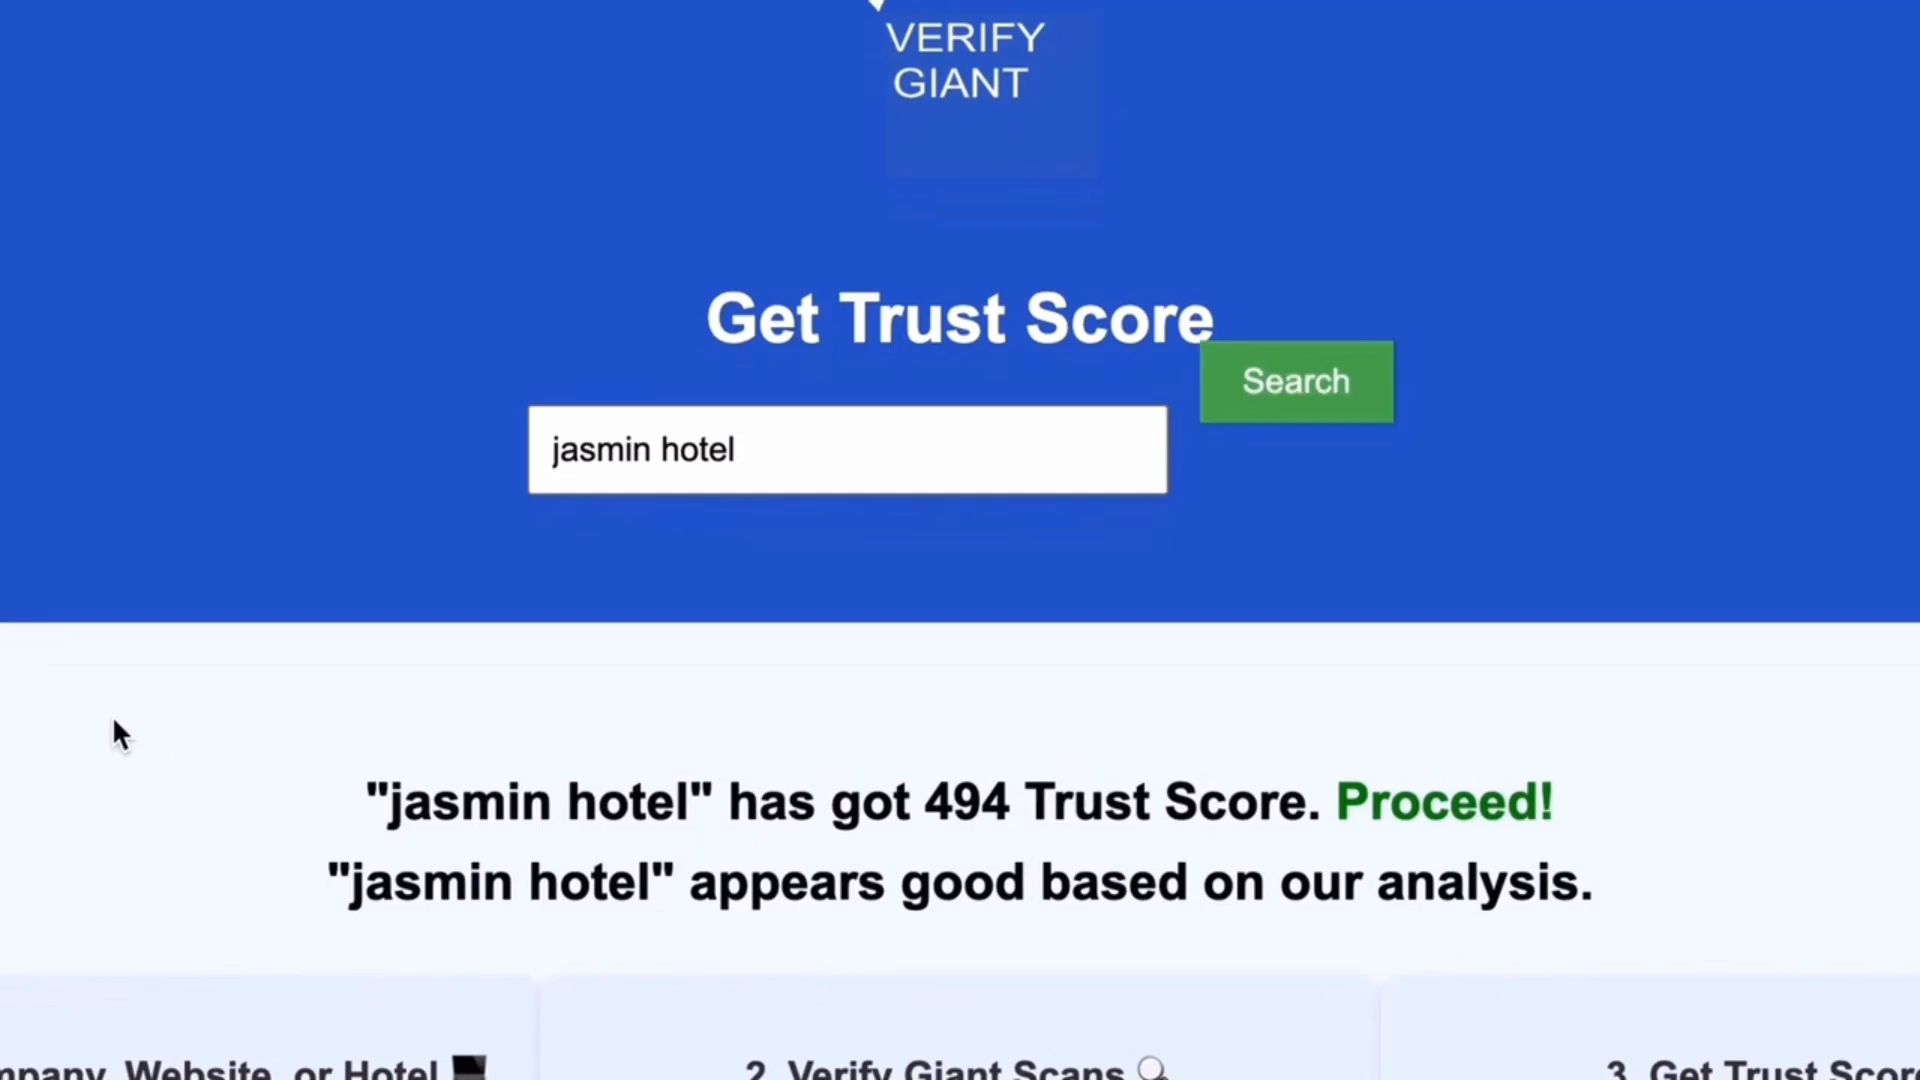 VERIFY
GIANT
Get Trust Score
Search
jasmin hotel
"jasmin hotel" has got 494 Trust Score. Proceed!
"jasmin hotel" appears good based on our analysis.
Website, or Hotel
2. Verify Giant Scans
3. Get Trust Score